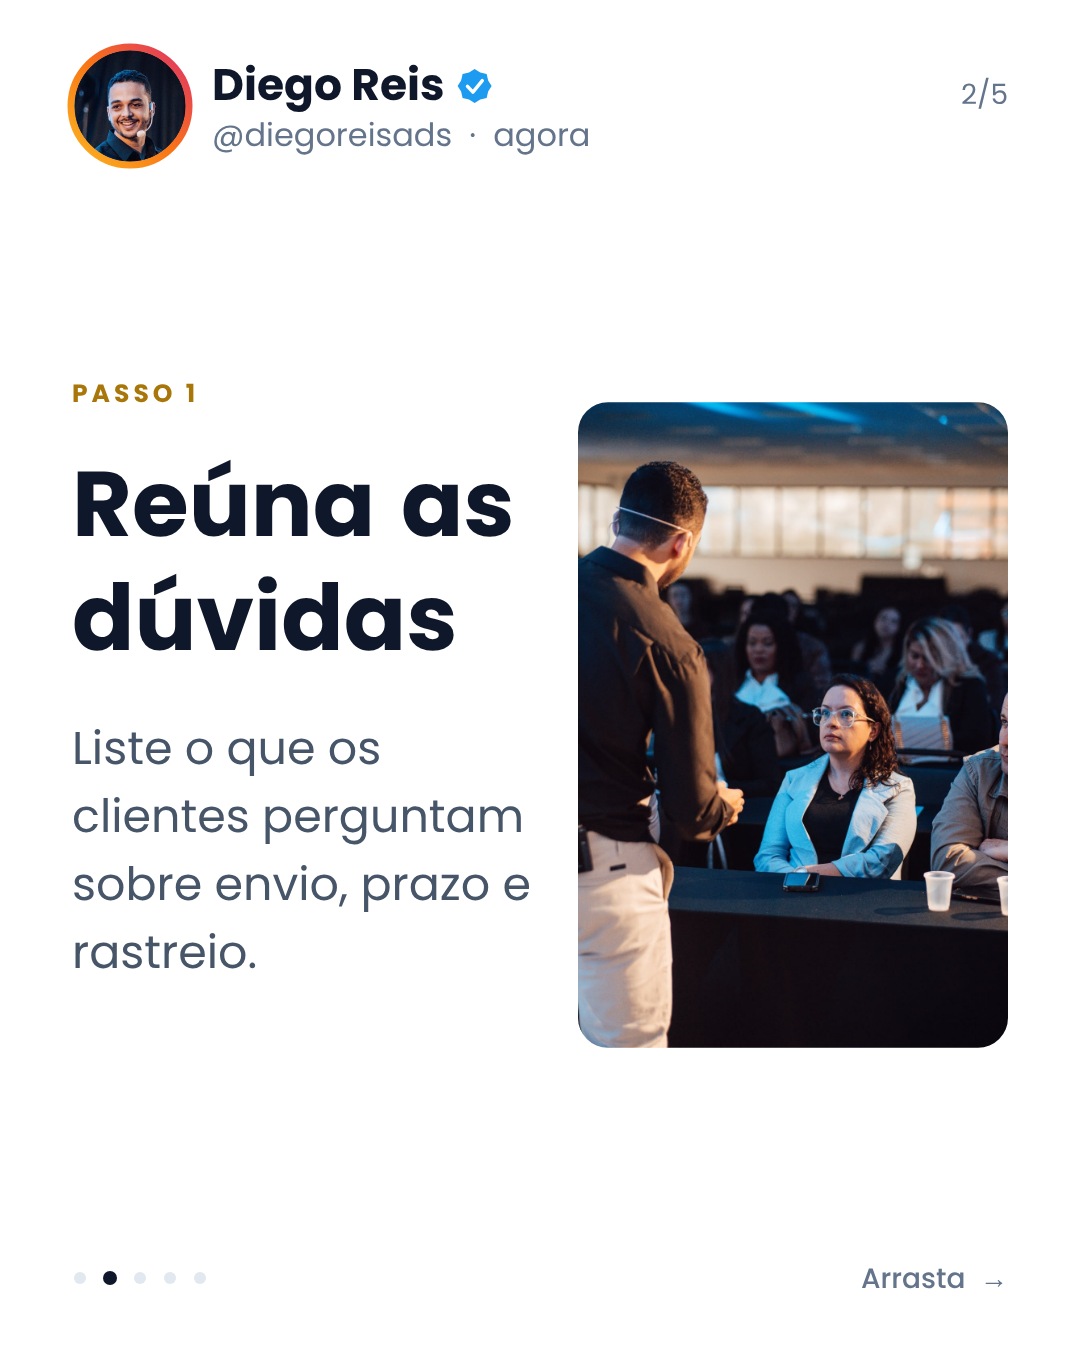 Diego Reis
@diegoreisads · agora
2/5
PASSO 1
Reúna as
dúvidas
Liste o que os
clientes perguntam
sobre envio, prazo e
rastreio.
Arrasta →